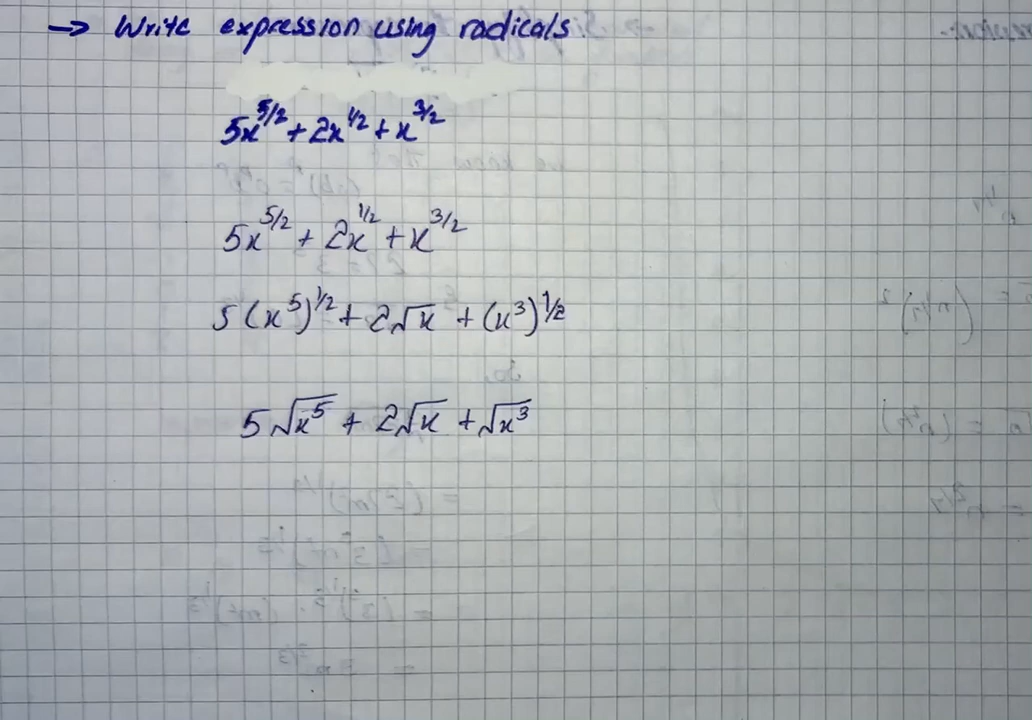 → Write expression using radicals.
5x^5/2 + 2x^1/2 + x^3/2
5x^5/2 + 2x^1/2 + x^3/2
5(x^5)^1/2 + 2√x + (x^3)^1/2
5√x^5 + 2√x + √x^3